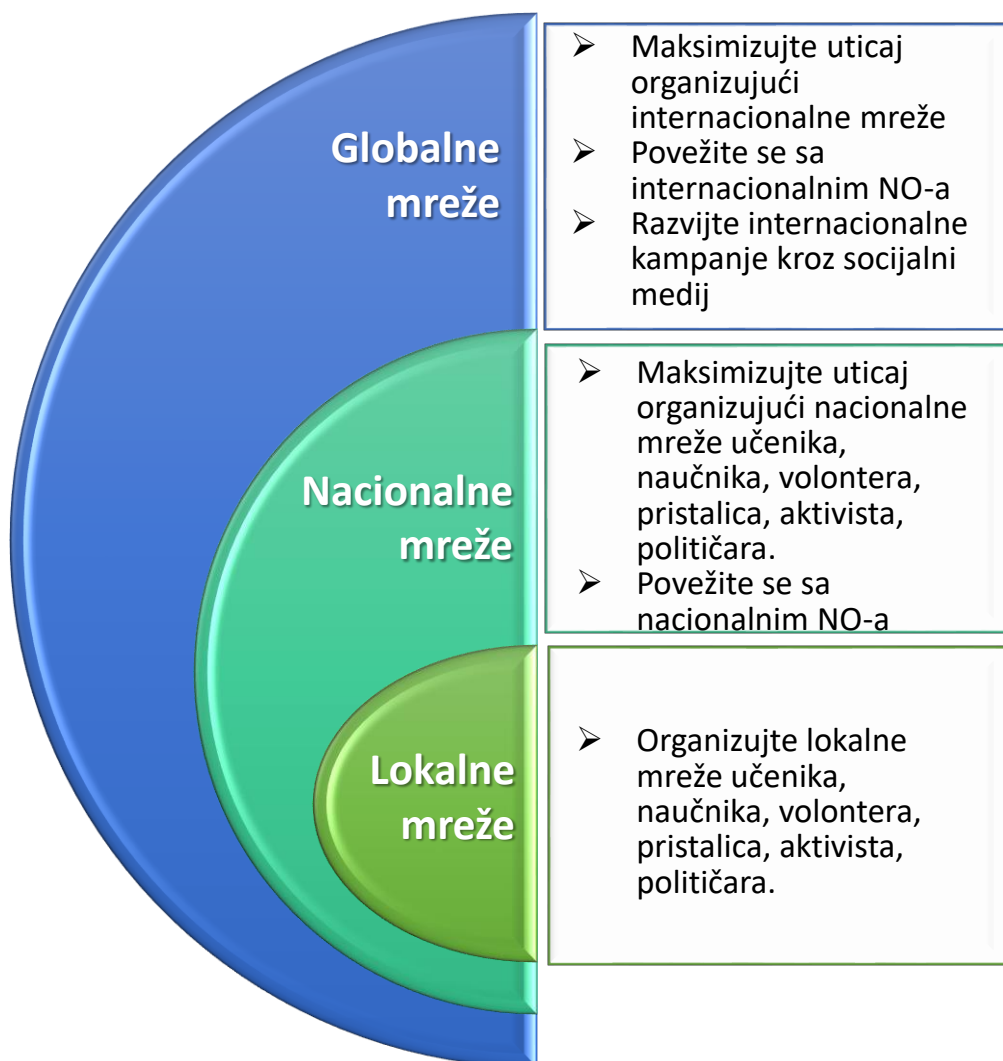 Globalne
mreže
➢ Maksimizujte uticaj
organizujući
internacionalne mreže
➢ Povežite se sa
internacionalnim NO-a
➢ Razvijte internacionalne
kampanje kroz socijalni
medij
Nacionalne
mreže
➢ Maksimizujte uticaj
organizujući nacionalne
mreže učenika,
naučnika, volontera,
pristalica, aktivista,
političara.
➢ Povežite se sa
nacionalnim NO-a
Lokalne
mreže
➢ Organizujte lokalne
mreže učenika,
naučnika, volontera,
pristalica, aktivista,
političara.